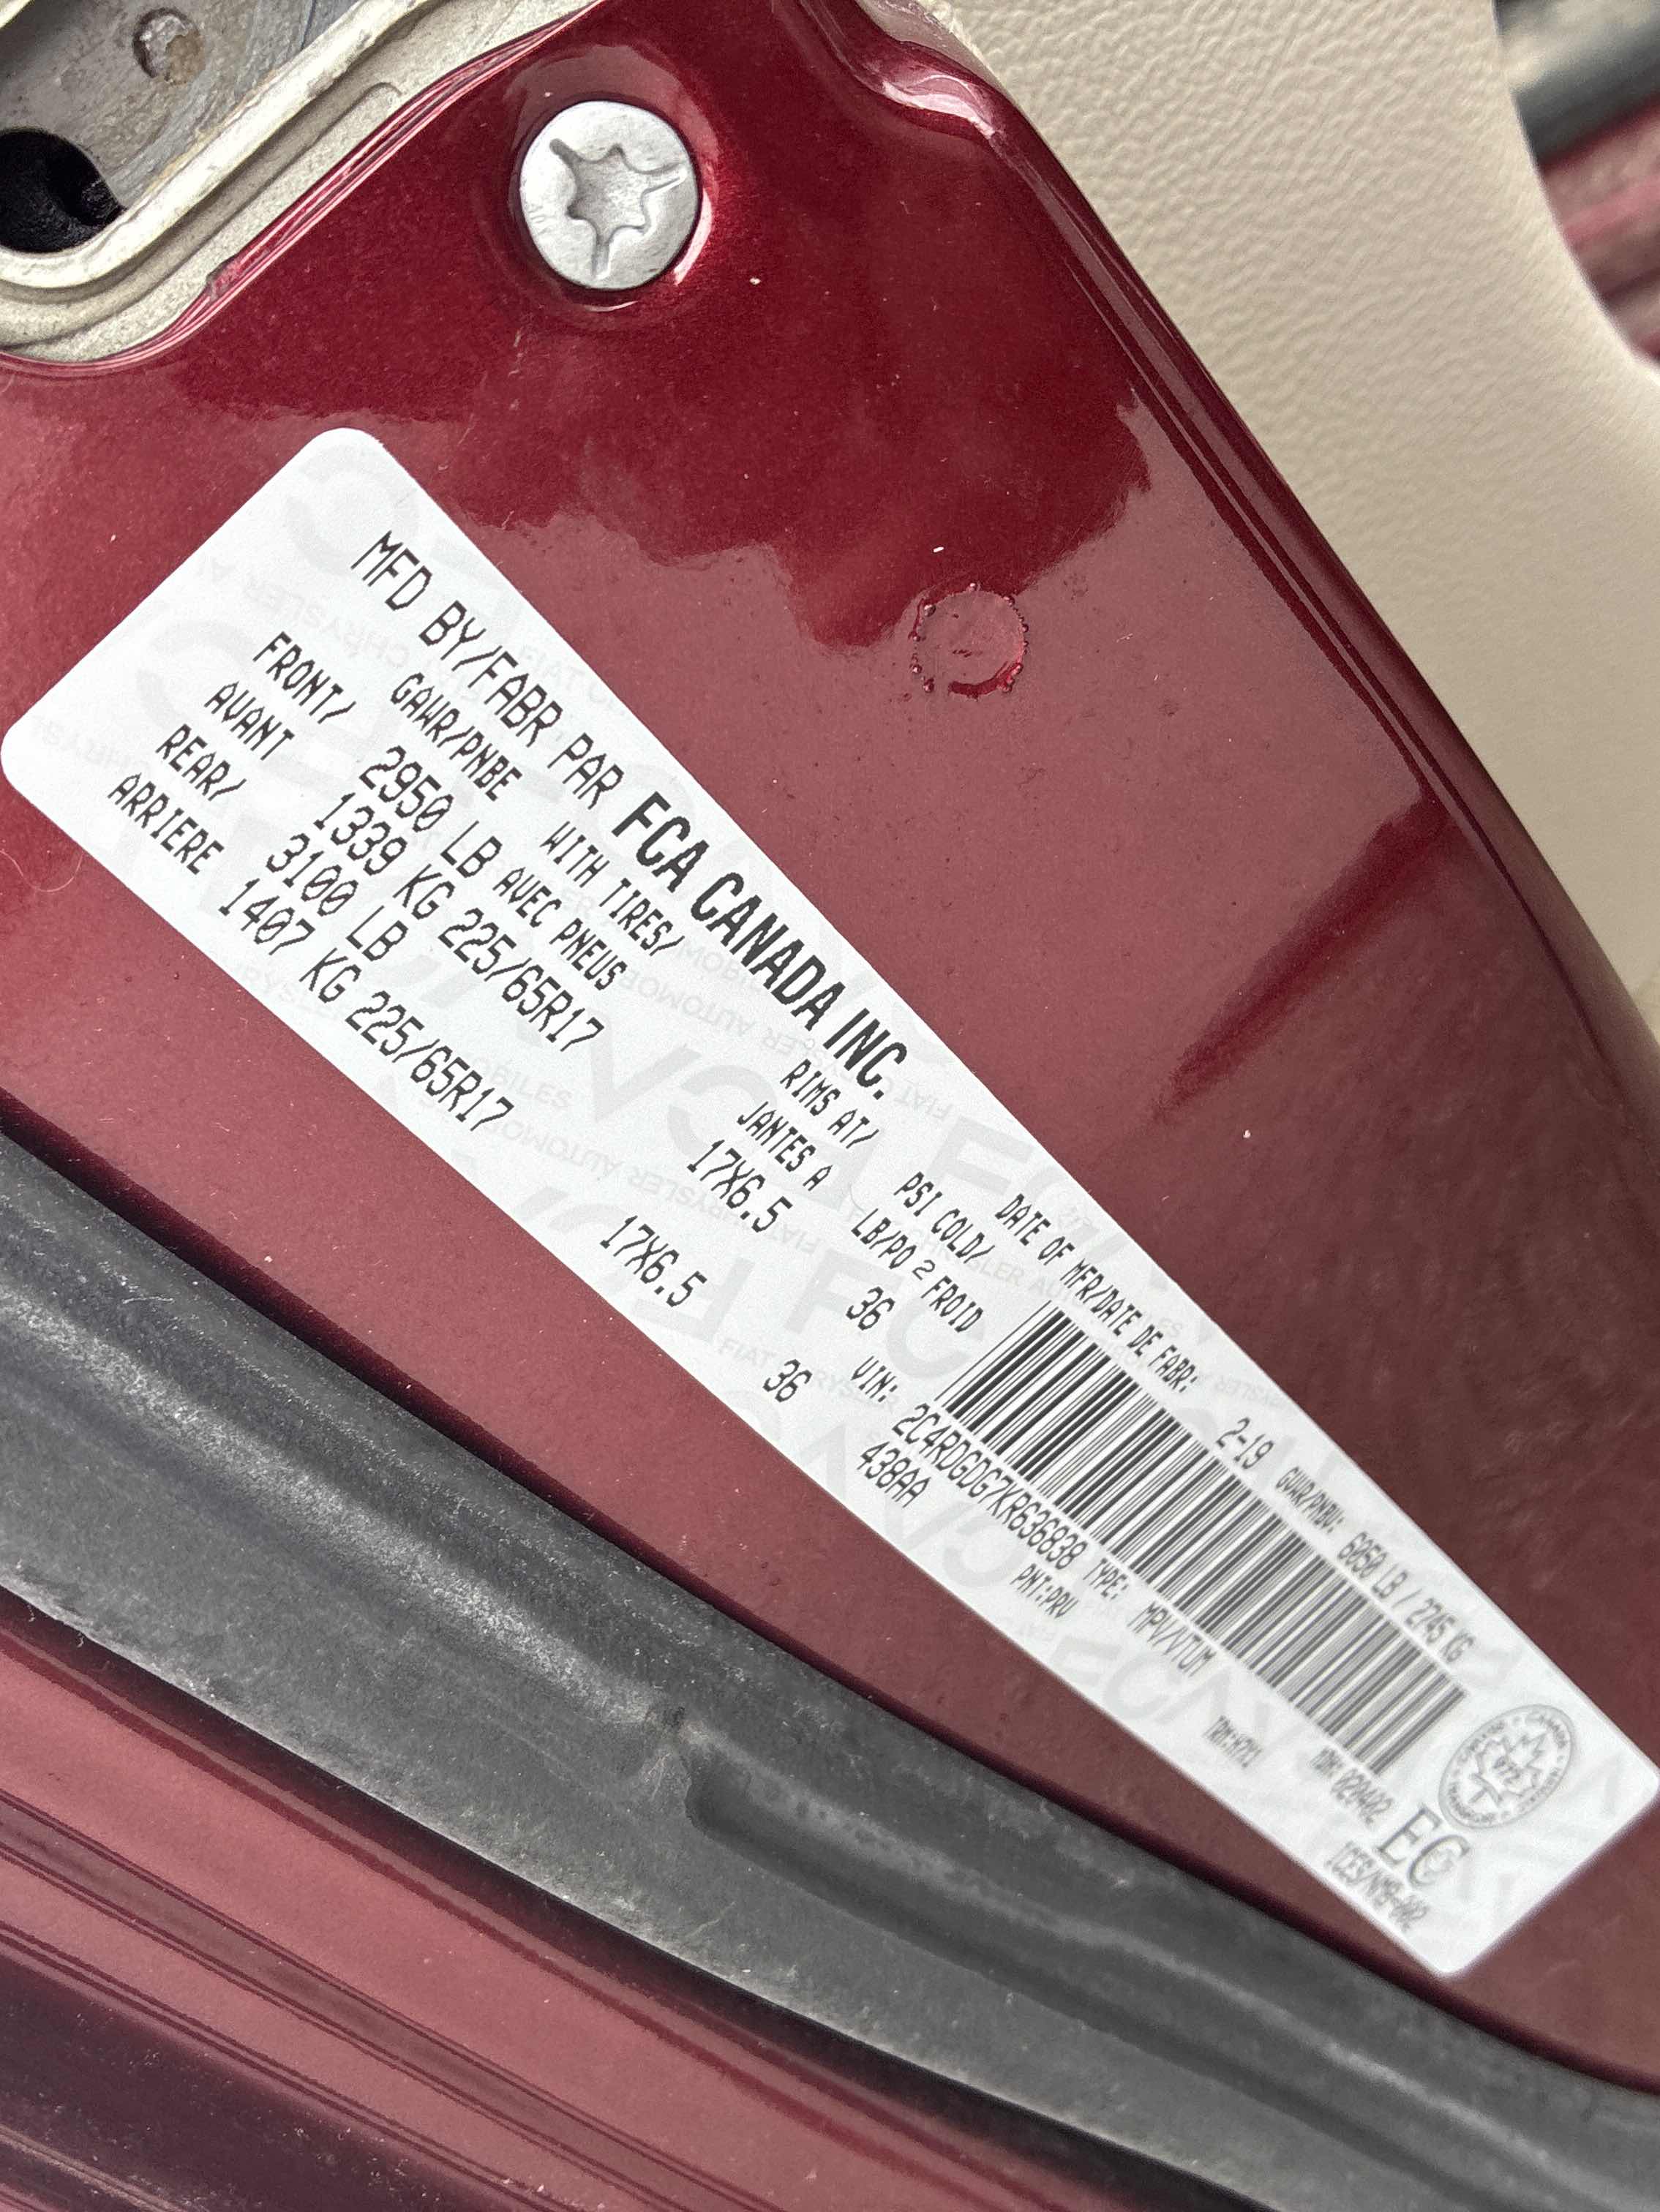 MFD BY/FABR PAR FCA CANADA INC.
DATE OF MFR/DATE DE FABR: 2-19 GVWR/PNBV: 6050 LB / 2745 KG
GAWR/PNBE WITH TIRES/ RIMS AT/ PSI COLD/
AVEC PNEUS JANTES A LB/PO 2 FROID
FRONT/ 2950 LB
AVANT 1339 KG 225/65R17 17X6.5 36
REAR/ 3100 LB
ARRIERE 1407 KG 225/65R17 17X6.5 36
VIN: 2C4RDGDG7KR636838 TYPE: MPV/VTUM
438AA PNT:PRV
EC